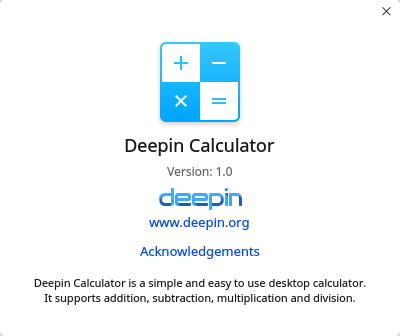 Deepin Calculator
Version: 1.0
deepin
www.deepin.org
Acknowledgements
Deepin Calculator is a simple and easy to use desktop calculator.
It supports addition, subtraction, multiplication and division.